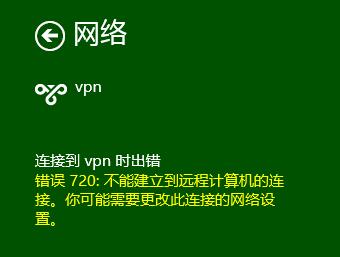 网络
vpn
连接到 vpn 时出错
错误 720: 不能建立到远程计算机的连
接。你可能需要更改此连接的网络设
置。